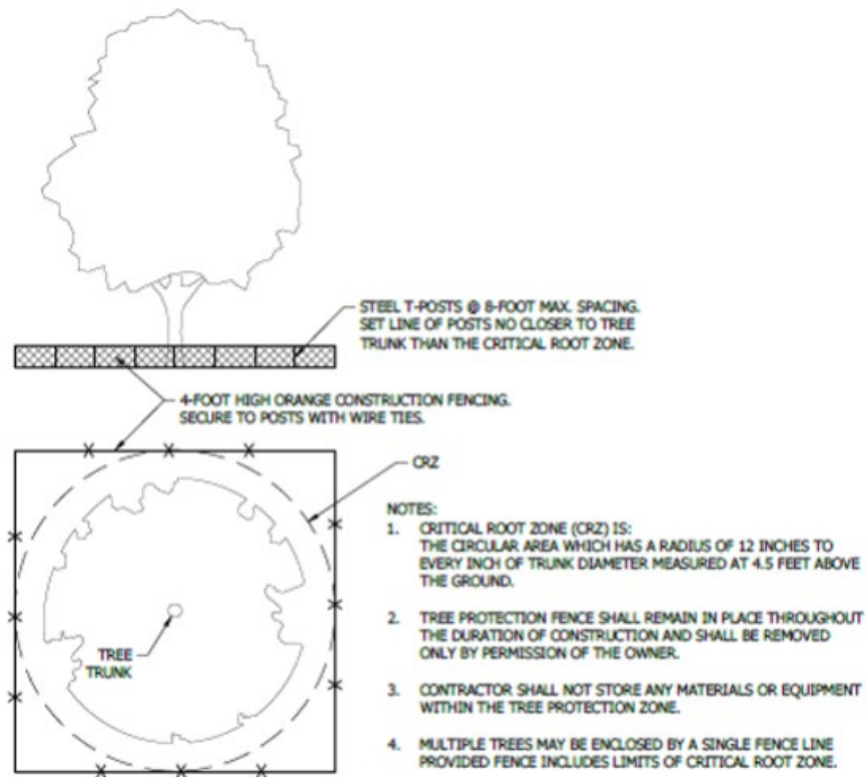 STEEL T-POSTS @ 8-FOOT MAX. SPACING.
SET LINE OF POSTS NO CLOSER TO TREE
TRUNK THAN THE CRITICAL ROOT ZONE.
4-FOOT HIGH ORANGE CONSTRUCTION FENCING.
SECURE TO POSTS WITH WIRE TIES.
CRZ
TREE
TRUNK
NOTES:
1. CRITICAL ROOT ZONE (CRZ) IS:
THE CIRCULAR AREA WHICH HAS A RADIUS OF 12 INCHES TO
EVERY INCH OF TRUNK DIAMETER MEASURED AT 4.5 FEET ABOVE
THE GROUND.
2. TREE PROTECTION FENCE SHALL REMAIN IN PLACE THROUGHOUT
THE DURATION OF CONSTRUCTION AND SHALL BE REMOVED
ONLY BY PERMISSION OF THE OWNER.
3. CONTRACTOR SHALL NOT STORE ANY MATERIALS OR EQUIPMENT
WITHIN THE TREE PROTECTION ZONE.
4. MULTIPLE TREES MAY BE ENCLOSED BY A SINGLE FENCE LINE
PROVIDED FENCE INCLUDES LIMITS OF CRITICAL ROOT ZONE.